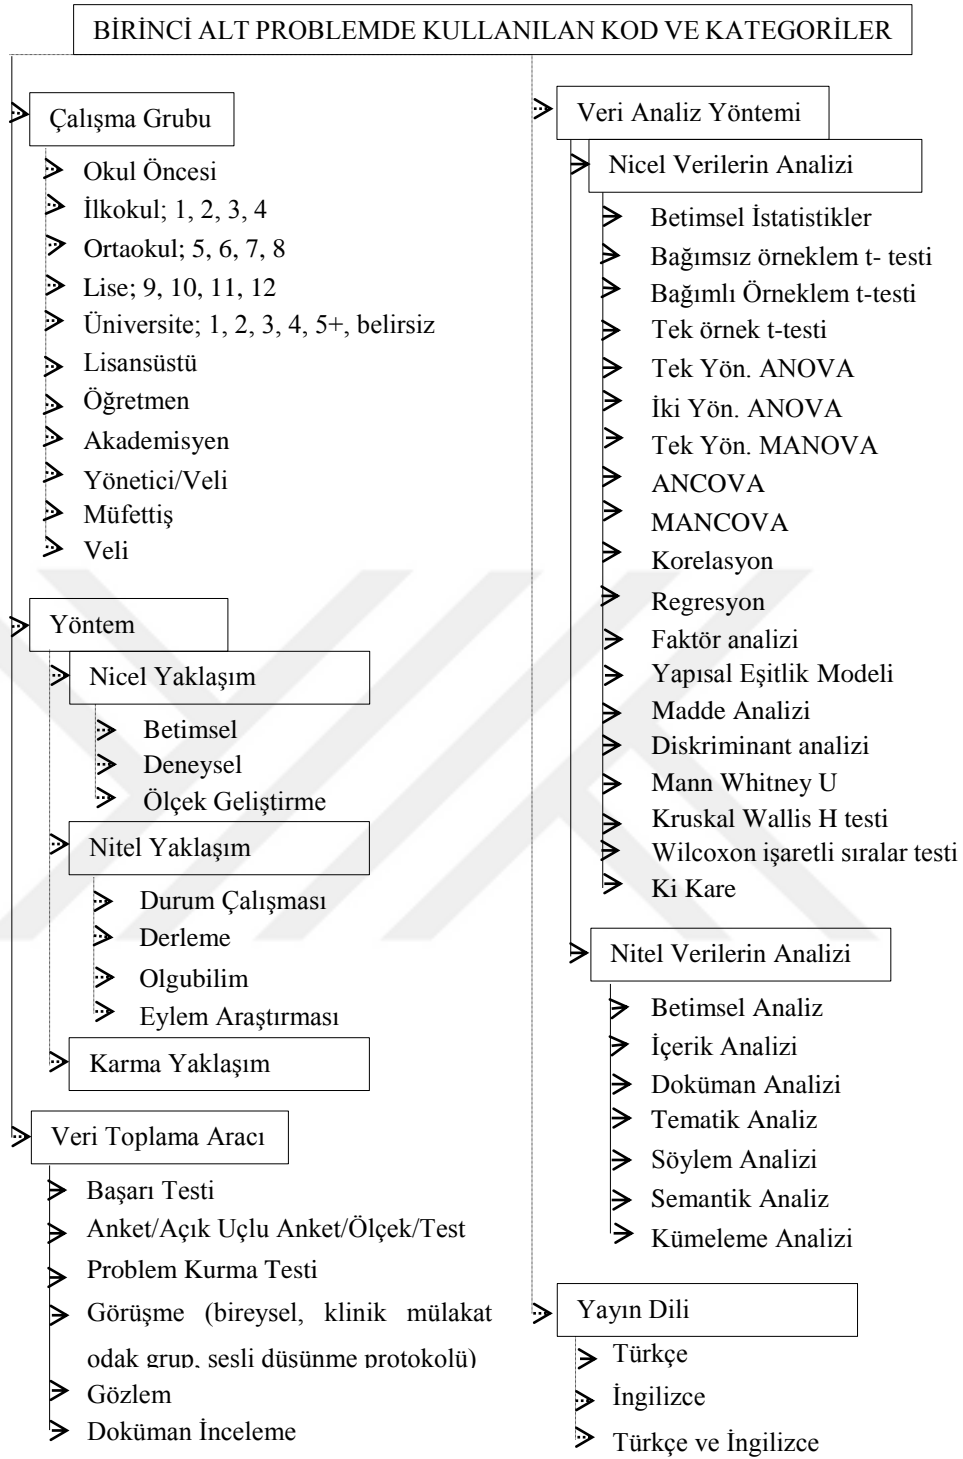 BİRİNCİ ALT PROBLEMDE KULLANILAN KOD VE KATEGORİLER
Çalışma Grubu
Okul Öncesi
İlkokul; 1, 2, 3, 4
Ortaokul; 5, 6, 7, 8
Lise; 9, 10, 11, 12
Üniversite; 1, 2, 3, 4, 5+, belirsiz
Lisansüstü
Öğretmen
Akademisyen
Yönetici/Veli
Müfettiş
Veli
Yöntem
Nicel Yaklaşım
Betimsel
Deneysel
Ölçek Geliştirme
Nitel Yaklaşım
Durum Çalışması
Derleme
Olgubilim
Eylem Araştırması
Karma Yaklaşım
Veri Toplama Aracı
Başarı Testi
Anket/Açık Uçlu Anket/Ölçek/Test
Problem Kurma Testi
Görüşme (bireysel, klinik mülakat
odak grup, sesli düşünme protokolü)
Gözlem
Doküman İnceleme
Veri Analiz Yöntemi
Nicel Verilerin Analizi
Betimsel İstatistikler
Bağımsız örneklem t- testi
Bağımlı Örneklem t-testi
Tek örnek t-testi
Tek Yön. ANOVA
İki Yön. ANOVA
Tek Yön. MANOVA
ANCOVA
MANCOVA
Korelasyon
Regresyon
Faktör analizi
Yapısal Eşitlik Modeli
Madde Analizi
Diskriminant analizi
Mann Whitney U
Kruskal Wallis H testi
Wilcoxon işaretli sıralar testi
Ki Kare
Nitel Verilerin Analizi
Betimsel Analiz
İçerik Analizi
Doküman Analizi
Tematik Analiz
Söylem Analizi
Semantik Analiz
Kümeleme Analizi
Yayın Dili
Türkçe
İngilizce
Türkçe ve İngilizce